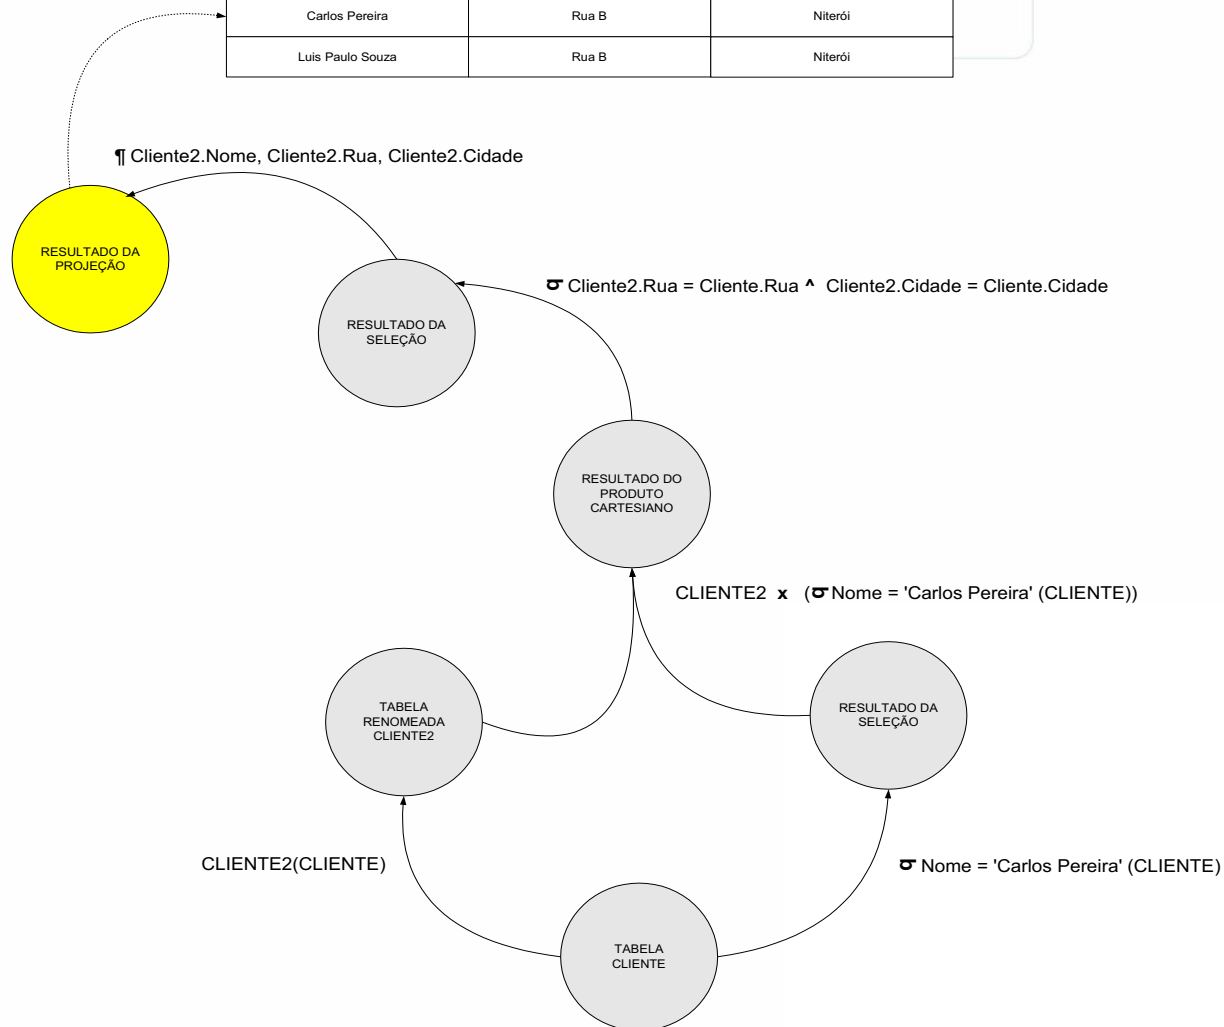 Carlos Pereira Rua B Niterói
Luis Paulo Souza Rua B Niterói
¶ Cliente2.Nome, Cliente2.Rua, Cliente2.Cidade
RESULTADO DA
PROJEÇÃO
σ Cliente2.Rua = Cliente.Rua ^ Cliente2.Cidade = Cliente.Cidade
RESULTADO DA
SELEÇÃO
RESULTADO DO
PRODUTO
CARTESIANO
CLIENTE2 x (σ Nome = 'Carlos Pereira' (CLIENTE))
TABELA
RENOMEADA
CLIENTE2
RESULTADO DA
SELEÇÃO
CLIENTE2(CLIENTE)
σ Nome = 'Carlos Pereira' (CLIENTE)
TABELA
CLIENTE